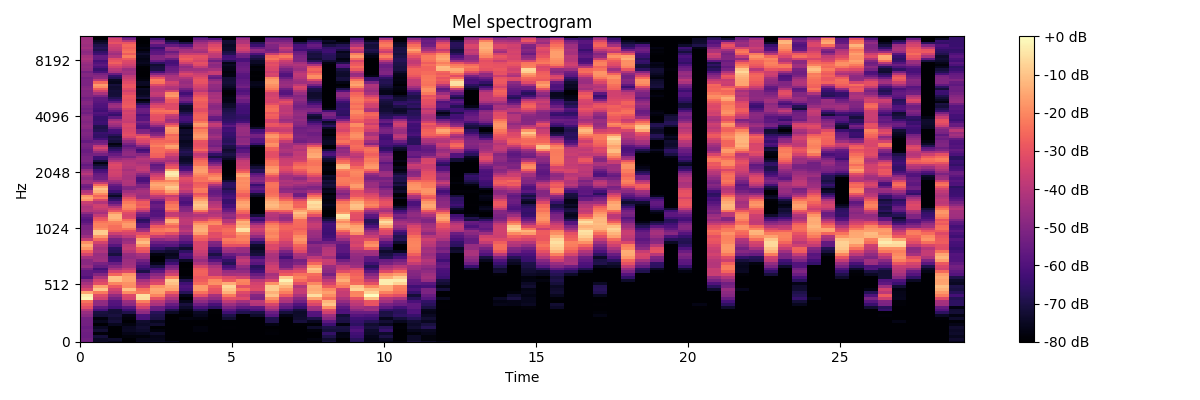 Mel spectrogram
Hz
8192
4096
2048
1024
512
0
0 5 10 15 20 25
Time
+0 dB
-10 dB
-20 dB
-30 dB
-40 dB
-50 dB
-60 dB
-70 dB
-80 dB